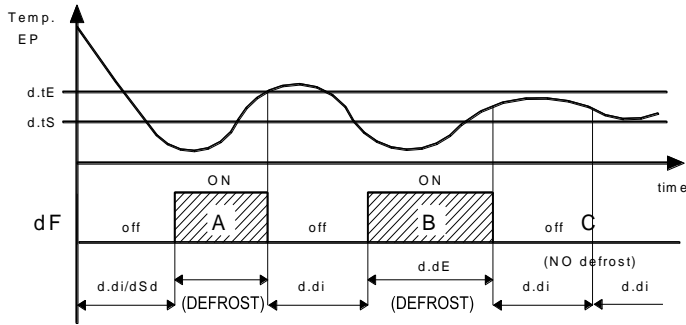 Temp.
EP
d.tE
d.tS
time
ON ON
dF off A off B off C
(NO defrost)
d.dE
d.di/dSd (DEFROST) d.di (DEFROST) d.di d.di